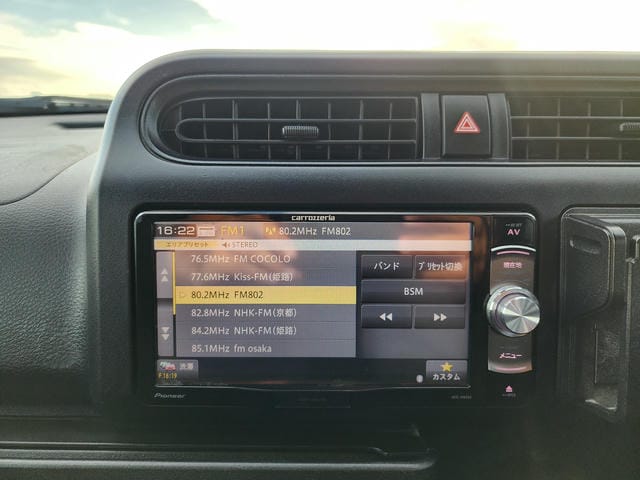 carrozzeria
16:22 FM1 80.2MHz FM802
エリアプリセット STEREO
76.5MHz FM COCOLO
77.6MHz Kiss-FM(姫路)
80.2MHz FM802
82.8MHz NHK-FM(京都)
84.2MHz NHK-FM(姫路)
85.1MHz fm osaka
バンド プリセット切換
BSM
渋滞
F.16:19
カスタム
AV
現在地
メニュー
Pioneer